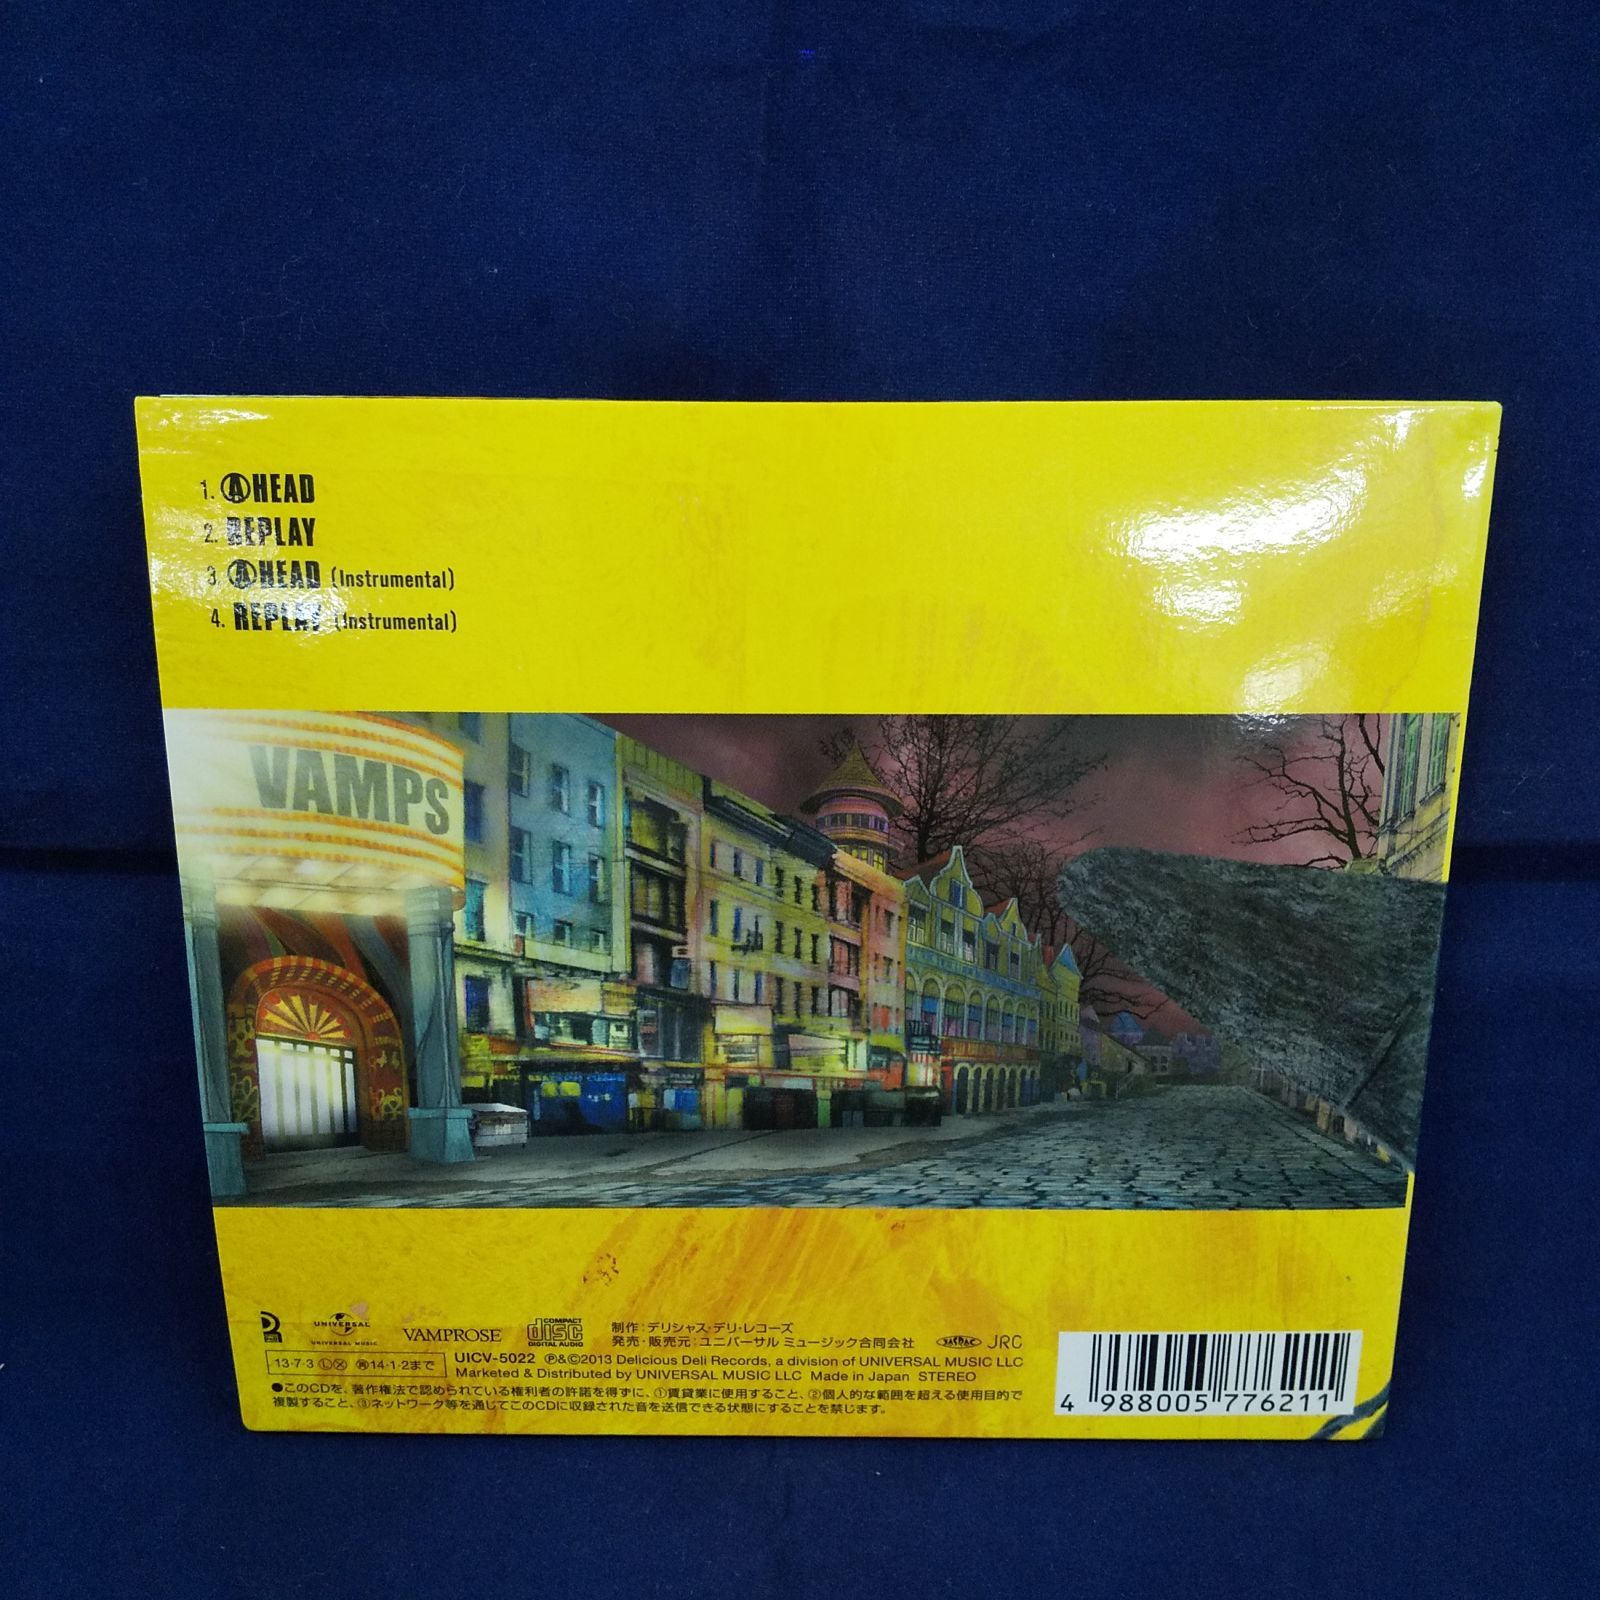 1. AHEAD
2. REPLAY
3. AHEAD (Instrumental)
4. REPLAY (Instrumental)
VAMPS
UNIVERSAL
UNIVERSAL MUSIC
VAMPROSE
COMPACT
disc
DIGITAL AUDIO
制作:デリシャス・デリ・レコーズ
発売・販売元:ユニバーサル ミュージック合同会社
JASRAC
JRC
13・7・3 Ⓛ Ⓧ ㊢14・1・2まで
UICV-5022 ℗&©2013 Delicious Deli Records, a division of UNIVERSAL MUSIC LLC
Marketed & Distributed by UNIVERSAL MUSIC LLC Made in Japan STEREO
●このCDを、著作権法で認められている権利者の許諾を得ずに、①賃貸業に使用すること、②個人的な範囲を超える使用目的で
複製すること、③ネットワーク等を通じてこのCDに収録された音を送信できる状態にすることを禁じます。
4 988005 776211